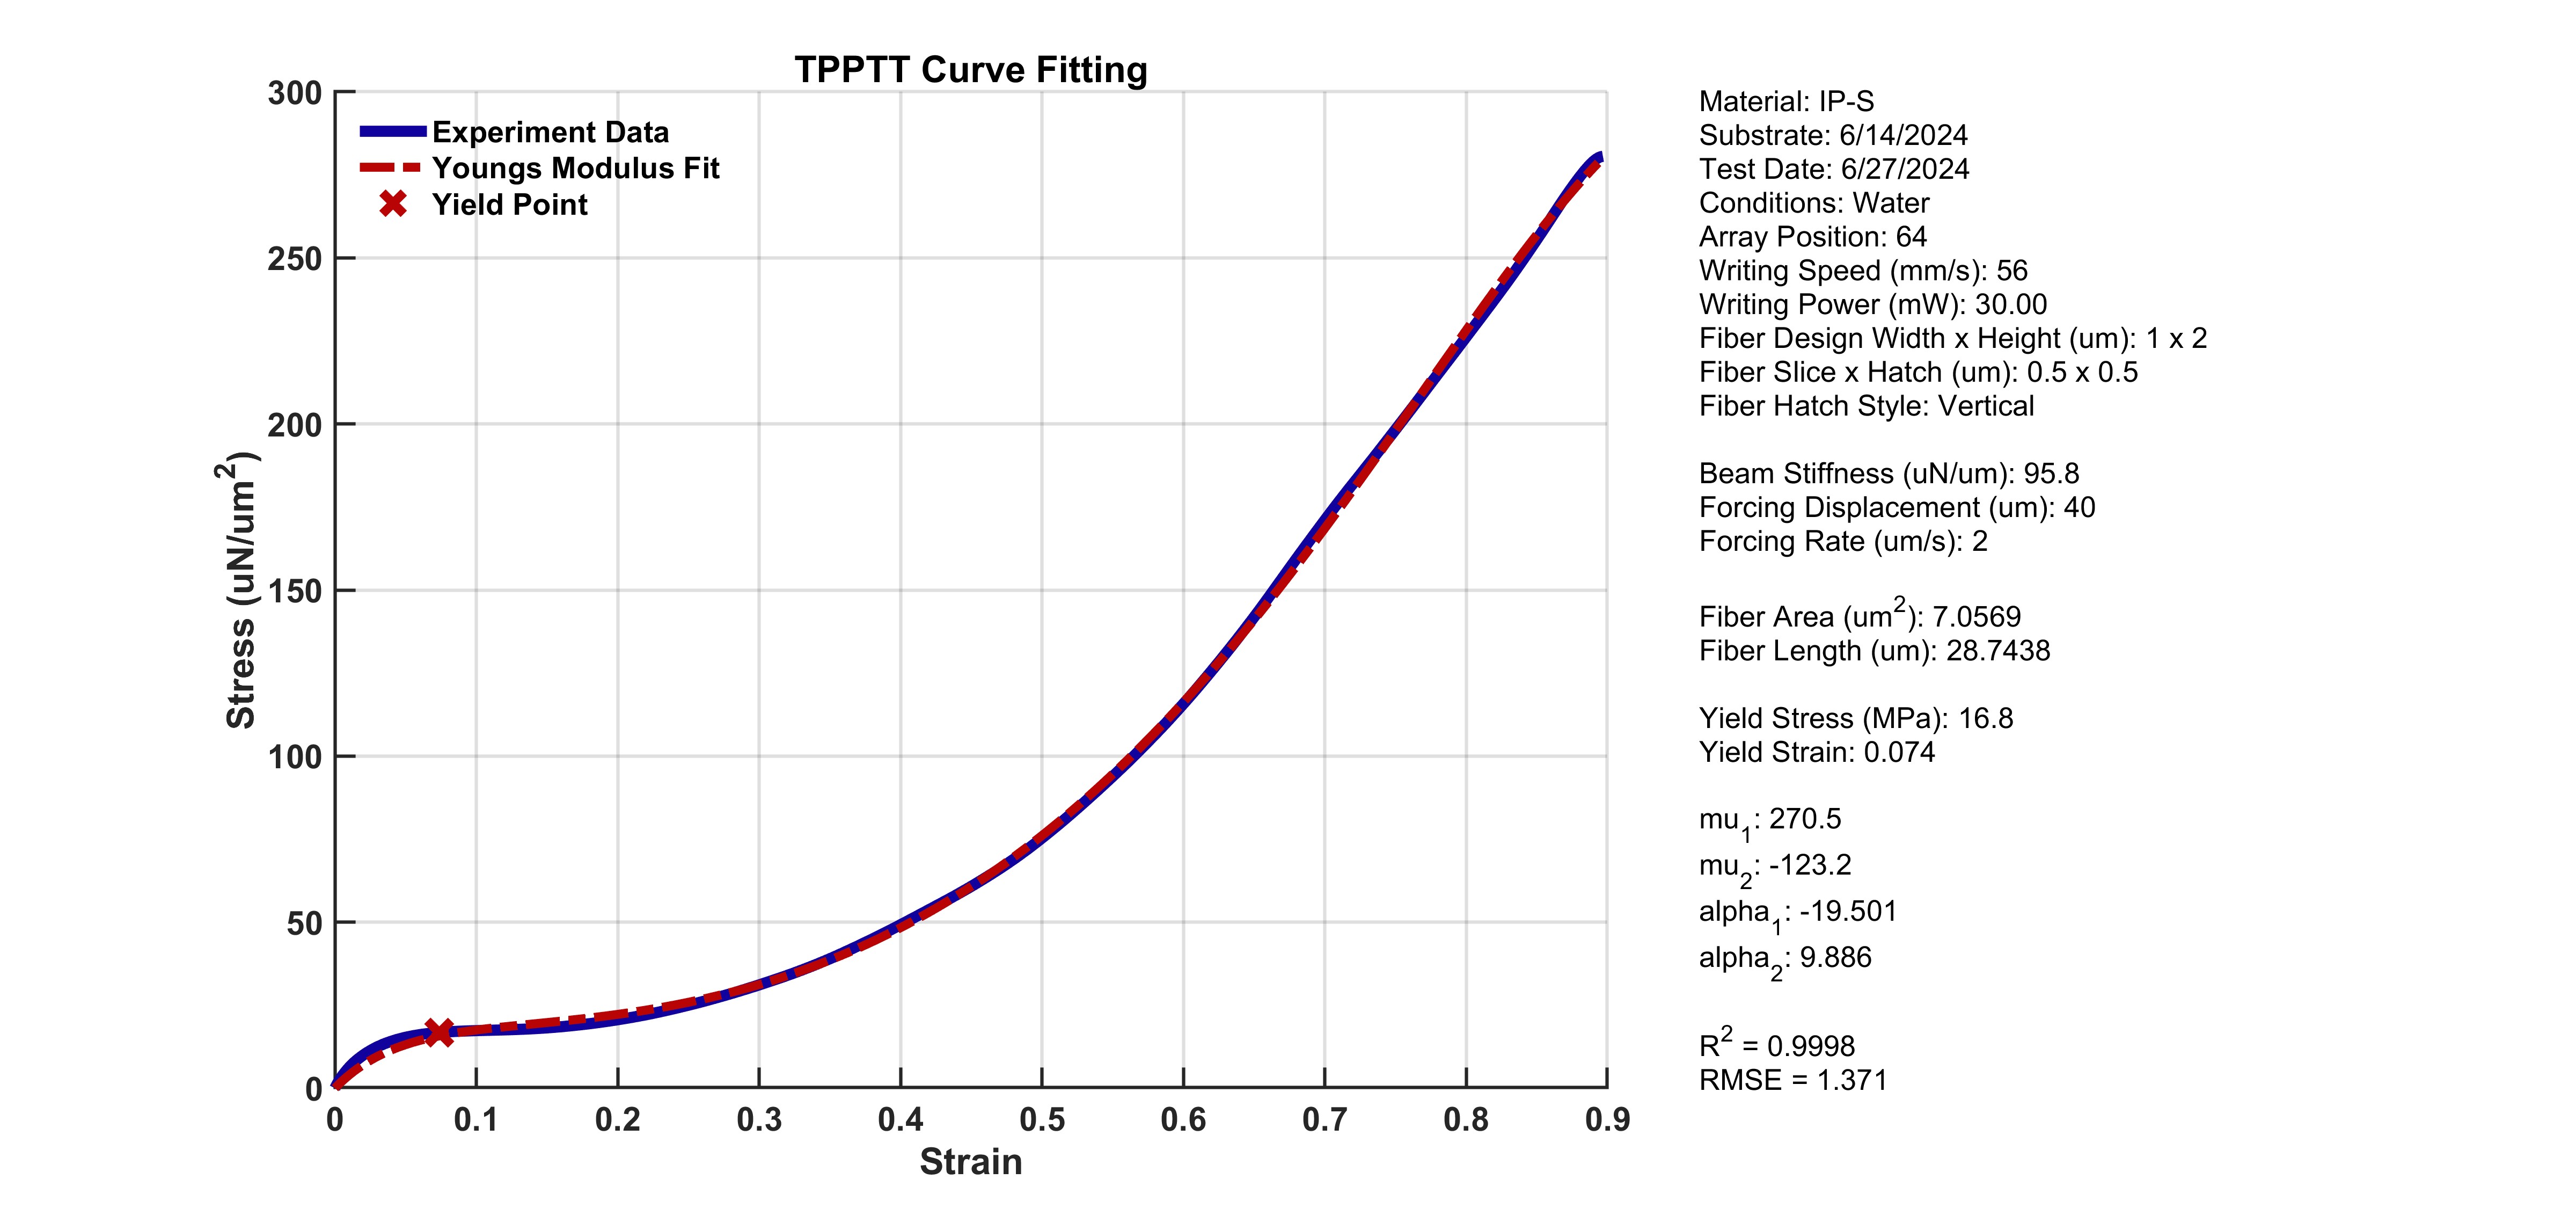 TPPTT Curve Fitting
300
250
200
150
100
50
0
Stress (uN/um²)
Experiment Data
Youngs Modulus Fit
Yield Point
0 0.1 0.2 0.3 0.4 0.5 0.6 0.7 0.8 0.9
Strain
Material: IP-S
Substrate: 6/14/2024
Test Date: 6/27/2024
Conditions: Water
Array Position: 64
Writing Speed (mm/s): 56
Writing Power (mW): 30.00
Fiber Design Width x Height (um): 1 x 2
Fiber Slice x Hatch (um): 0.5 x 0.5
Fiber Hatch Style: Vertical
Beam Stiffness (uN/um): 95.8
Forcing Displacement (um): 40
Forcing Rate (um/s): 2
Fiber Area (um²): 7.0569
Fiber Length (um): 28.7438
Yield Stress (MPa): 16.8
Yield Strain: 0.074
mu₁: 270.5
mu₂: -123.2
alpha₁: -19.501
alpha₂: 9.886
R² = 0.9998
RMSE = 1.371